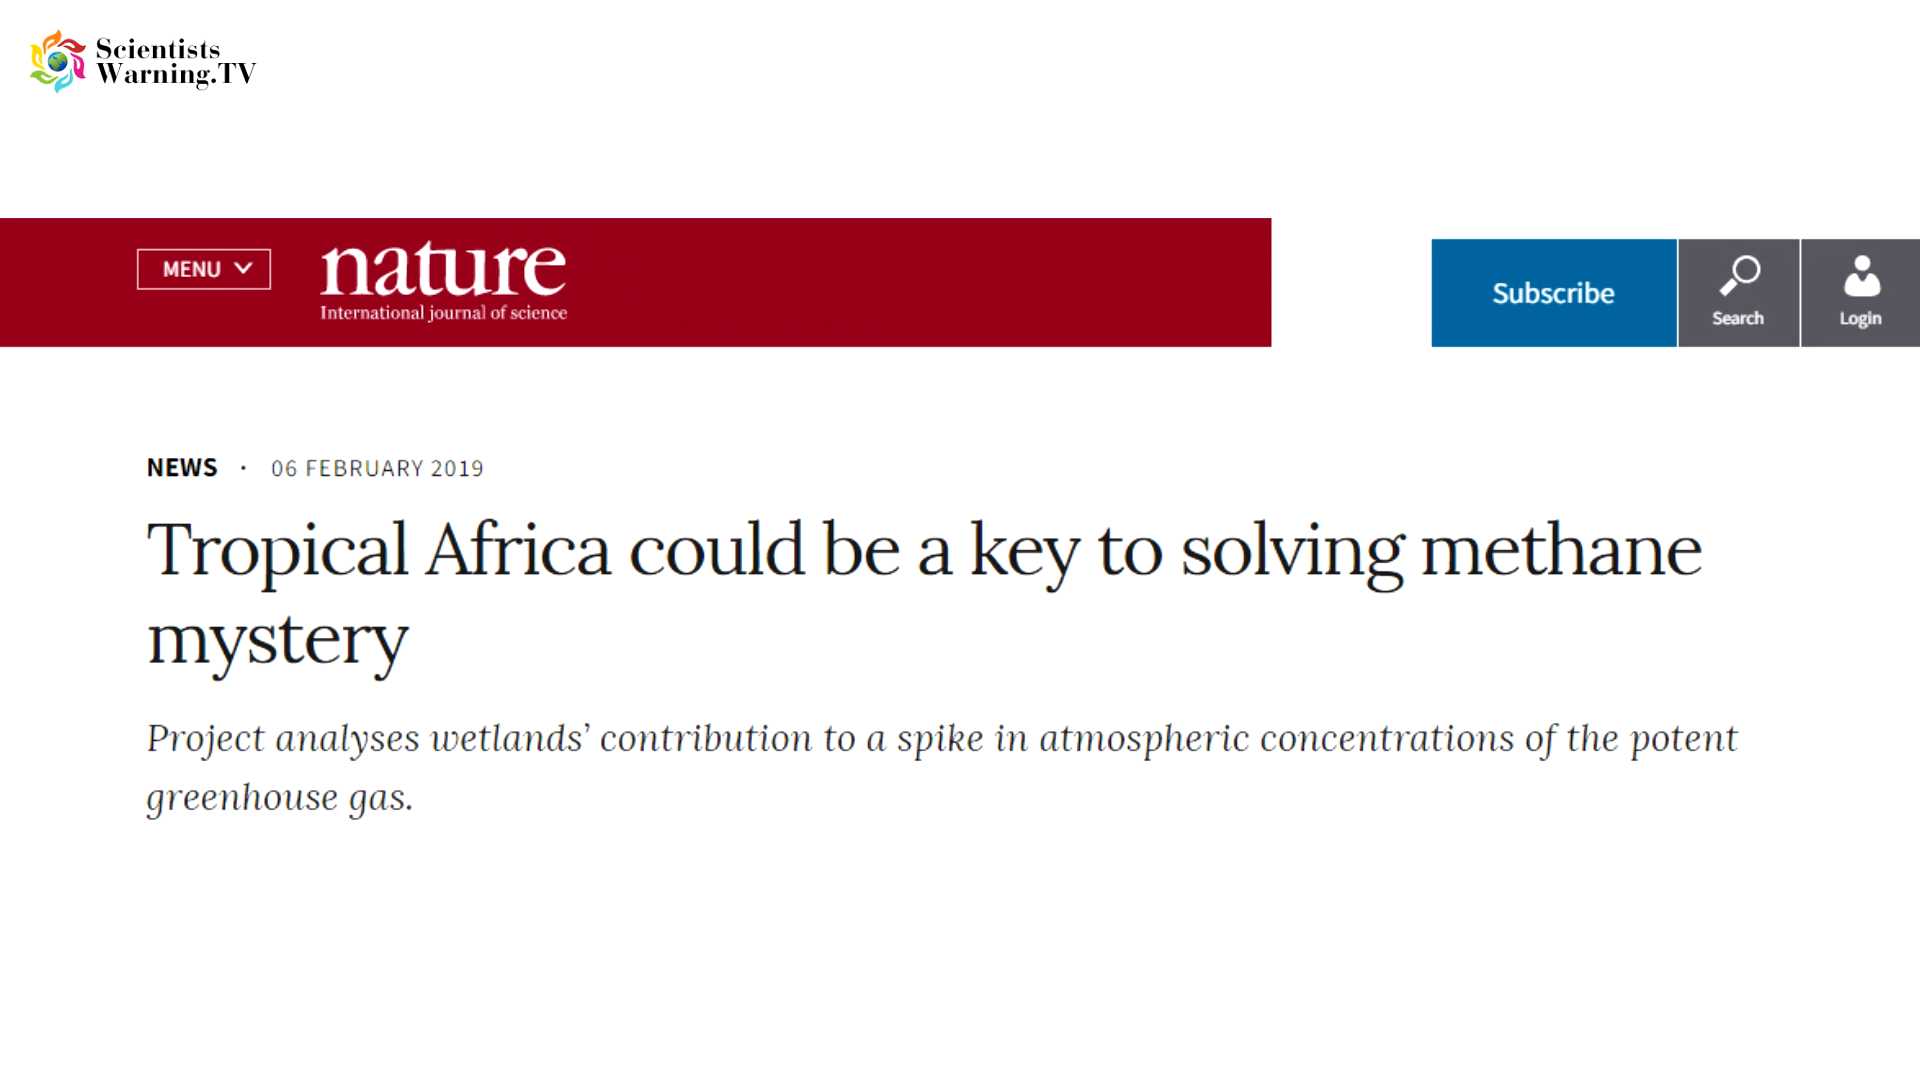 Scientists
Warning.TV
MENU
nature
International journal of science
Subscribe
Search
Login
NEWS · 06 FEBRUARY 2019
Tropical Africa could be a key to solving methane
mystery
Project analyses wetlands’ contribution to a spike in atmospheric concentrations of the potent
greenhouse gas.